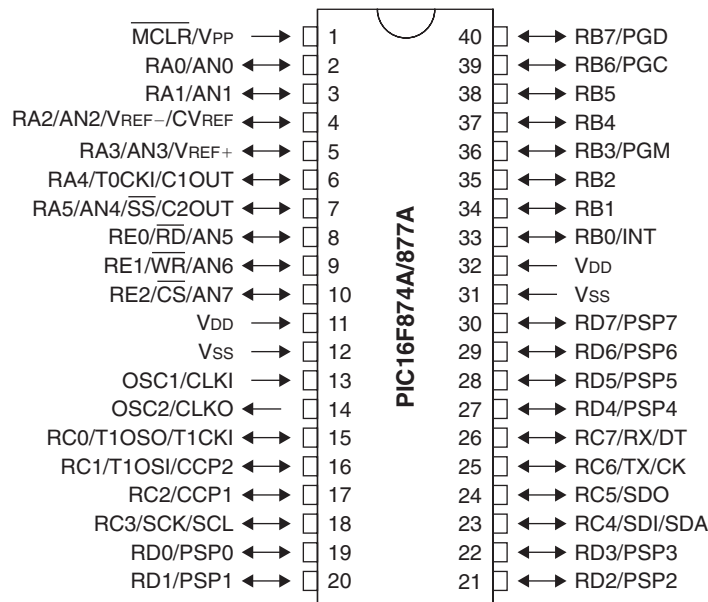 MCLR/VPP 1 40 RB7/PGD
RA0/AN0 2 39 RB6/PGC
RA1/AN1 3 38 RB5
RA2/AN2/VREF−/CVREF 4 37 RB4
RA3/AN3/VREF+ 5 36 RB3/PGM
RA4/T0CKI/C1OUT 6 35 RB2
RA5/AN4/SS/C2OUT 7 34 RB1
RE0/RD/AN5 8 33 RB0/INT
RE1/WR/AN6 9 32 VDD
RE2/CS/AN7 10 31 VSS
VDD 11 30 RD7/PSP7
VSS 12 29 RD6/PSP6
OSC1/CLKI 13 28 RD5/PSP5
OSC2/CLKO 14 27 RD4/PSP4
RC0/T1OSO/T1CKI 15 26 RC7/RX/DT
RC1/T1OSI/CCP2 16 25 RC6/TX/CK
RC2/CCP1 17 24 RC5/SDO
RC3/SCK/SCL 18 23 RC4/SDI/SDA
RD0/PSP0 19 22 RD3/PSP3
RD1/PSP1 20 21 RD2/PSP2
PIC16F874A/877A